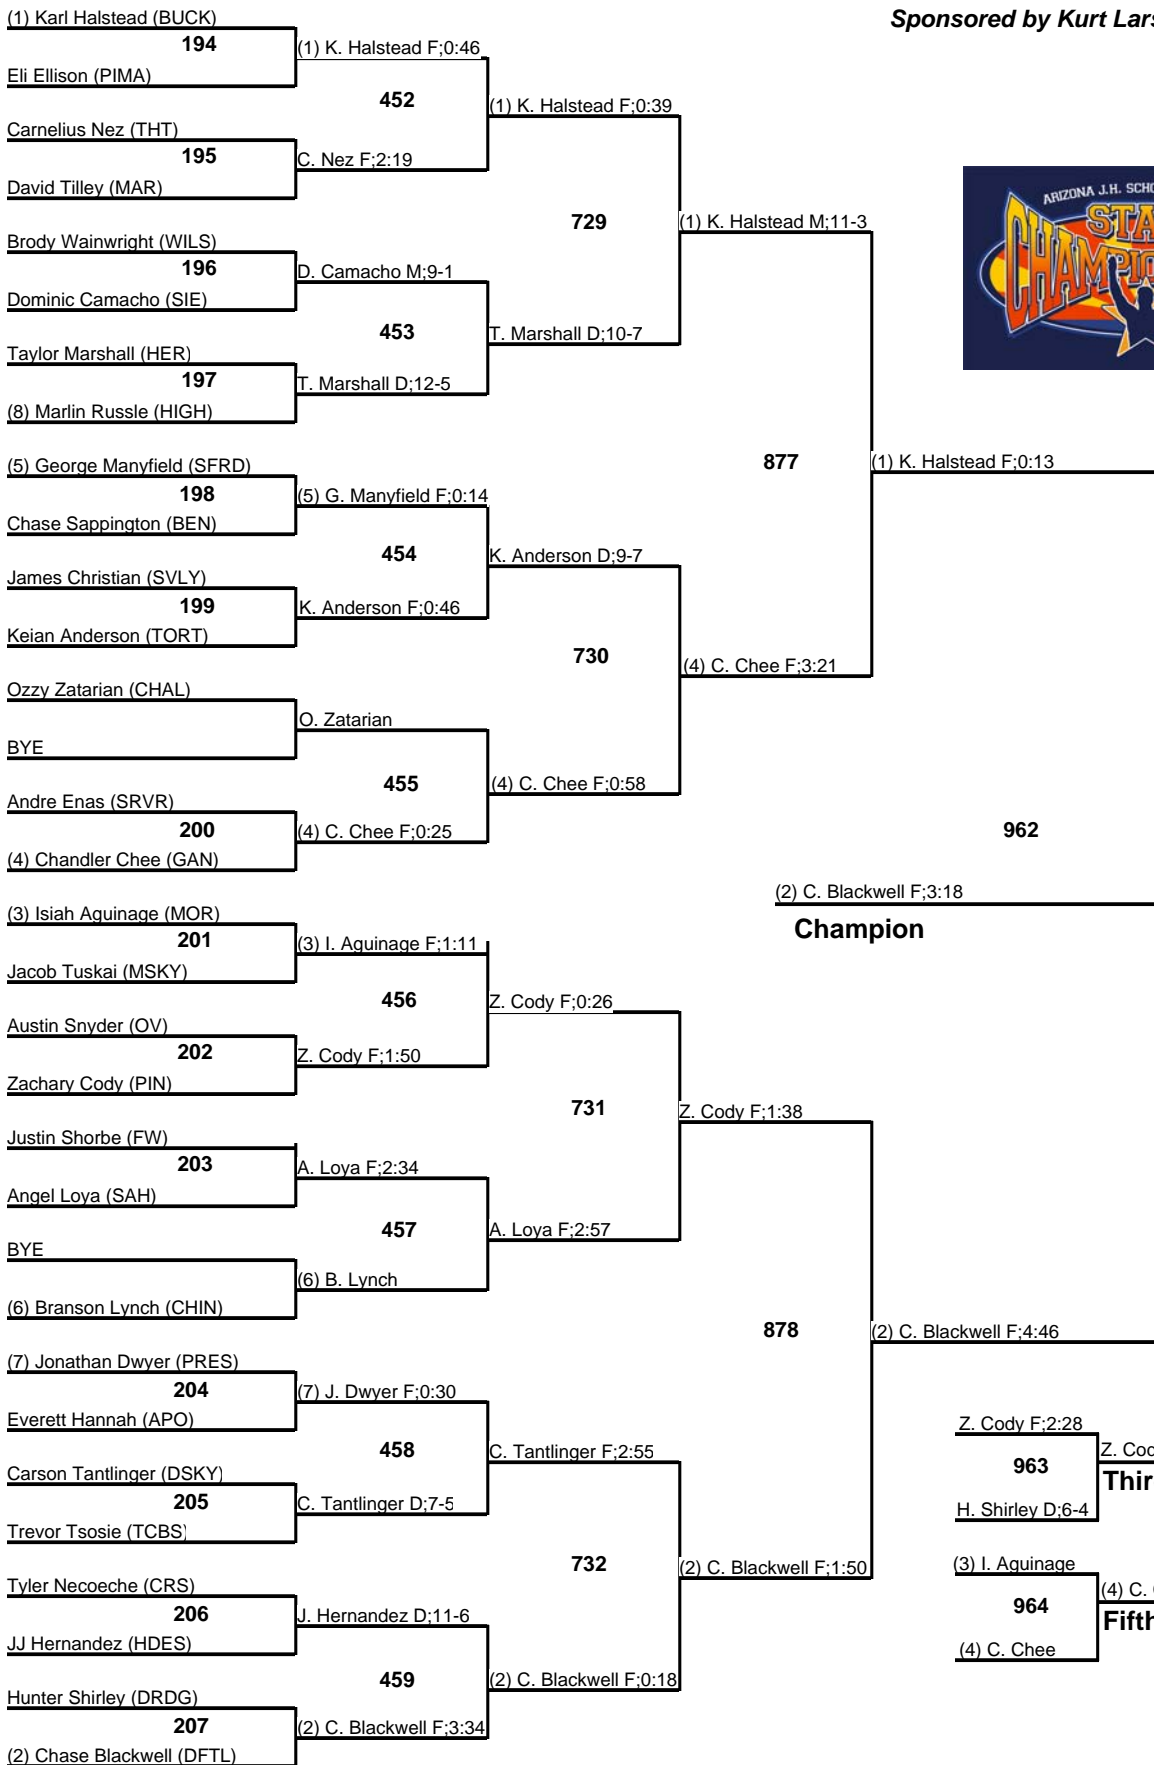 (1) Karl Halstead (BUCK)
Sponsored by Kurt Lars
194
(1) K. Halstead F;0:46
Eli Ellison (PIMA)
452
(1) K. Halstead F;0:39
Carnelius Nez (THT)
195
C. Nez F;2:19
David Tilley (MAR)
ARIZONA J.H. SCHO
STA
CHAMPIO
729
(1) K. Halstead M;11-3
Brody Wainwright (WILS)
196
D. Camacho M;9-1
Dominic Camacho (SIE)
453
T. Marshall D;10-7
Taylor Marshall (HER)
197
T. Marshall D;12-5
(8) Marlin Russle (HIGH)
877
(1) K. Halstead F;0:13
(5) George Manyfield (SFRD)
198
(5) G. Manyfield F;0:14
Chase Sappington (BEN)
454
K. Anderson D;9-7
James Christian (SVLY)
199
K. Anderson F;0:46
Keian Anderson (TORT)
730
(4) C. Chee F;3:21
Ozzy Zatarian (CHAL)
O. Zatarian
BYE
455
(4) C. Chee F;0:58
Andre Enas (SRVR)
200
(4) C. Chee F;0:25
962
(4) Chandler Chee (GAN)
(2) C. Blackwell F;3:18
Champion
(3) Isiah Aguinage (MOR)
201
(3) I. Aguinage F;1:11
Jacob Tuskai (MSKY)
456
Z. Cody F;0:26
Austin Snyder (OV)
202
Z. Cody F;1:50
Zachary Cody (PIN)
731
Z. Cody F;1:38
Justin Shorbe (FW)
203
A. Loya F;2:34
Angel Loya (SAH)
457
A. Loya F;2:57
BYE
(6) B. Lynch
(6) Branson Lynch (CHIN)
878
(2) C. Blackwell F;4:46
(7) Jonathan Dwyer (PRES)
204
(7) J. Dwyer F;0:30
Everett Hannah (APO)
458
C. Tantlinger F;2:55
Z. Cody F;2:28
963
Z. Cod
Thir
H. Shirley D;6-4
Carson Tantlinger (DSKY)
205
C. Tantlinger D;7-5
Trevor Tsosie (TCBS)
732
(2) C. Blackwell F;1:50
(3) I. Aguinage
964
(4) C.
Fifth
(4) C. Chee
Tyler Necoeche (CRS)
206
J. Hernandez D;11-6
JJ Hernandez (HDES)
459
(2) C. Blackwell F;0:18
Hunter Shirley (DRDG)
207
(2) C. Blackwell F;3:34
(2) Chase Blackwell (DFTL)